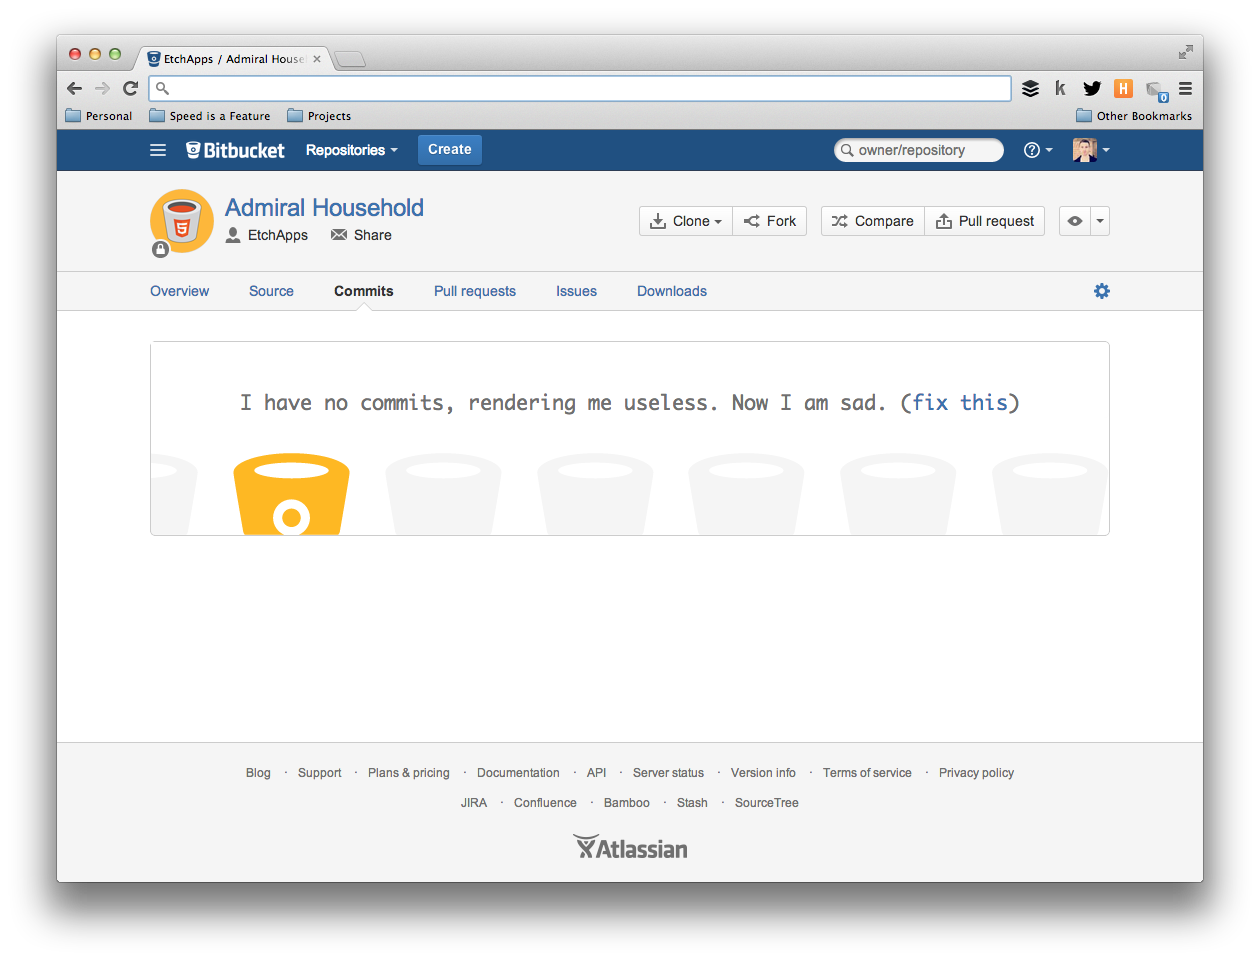 EtchApps / Admiral House
Personal Speed is a Feature Projects Other Bookmarks
Bitbucket Repositories Create owner/repository
Admiral Household
EtchApps Share
Clone Fork Compare Pull request
Overview Source Commits Pull requests Issues Downloads
I have no commits, rendering me useless. Now I am sad. (fix this)
Blog · Support · Plans & pricing · Documentation · API · Server status · Version info · Terms of service · Privacy policy
JIRA · Confluence · Bamboo · Stash · SourceTree
Atlassian